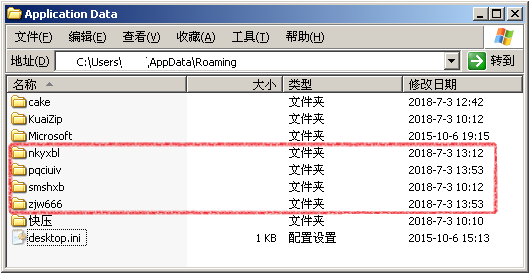 Application Data
文件(F) 编辑(E) 查看(V) 收藏(A) 工具(T) 帮助(H)
地址(D) C:\Users\ .AppData\Roaming 转到
名称 大小 类型 修改日期
cake 文件夹 2018-7-3 12:42
KuaiZip 文件夹 2018-7-3 10:12
Microsoft 文件夹 2015-10-6 19:15
nkyxbl 文件夹 2018-7-3 13:12
pqciuiv 文件夹 2018-7-3 13:53
smshxb 文件夹 2018-7-3 10:12
zjw666 文件夹 2018-7-3 13:53
快压 文件夹 2018-7-3 10:10
desktop.ini 1 KB 配置设置 2015-10-6 15:13